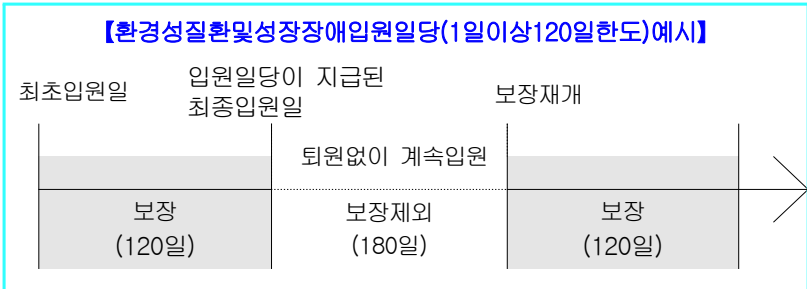 【환경성질환및성장장애입원일당(1일이상120일한도)예시】
최초입원일
입원일당이 지급된
최종입원일
보장재개
퇴원없이 계속입원
보장
(120일)
보장제외
(180일)
보장
(120일)